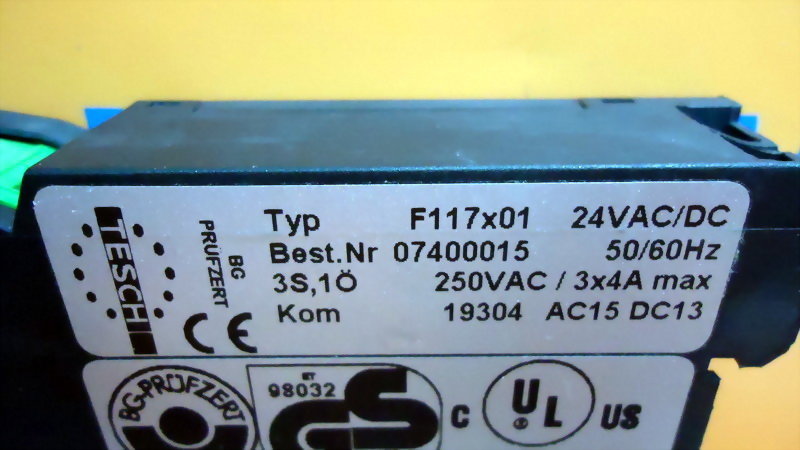 TESCH
BG
PRÜFZERT
CE
Typ F117x01 24VAC/DC
Best.Nr 07400015 50/60Hz
3S,1Ö 250VAC / 3x4A max
Kom 19304 AC15 DC13
BG-PRÜFZERT
98032
C UL US